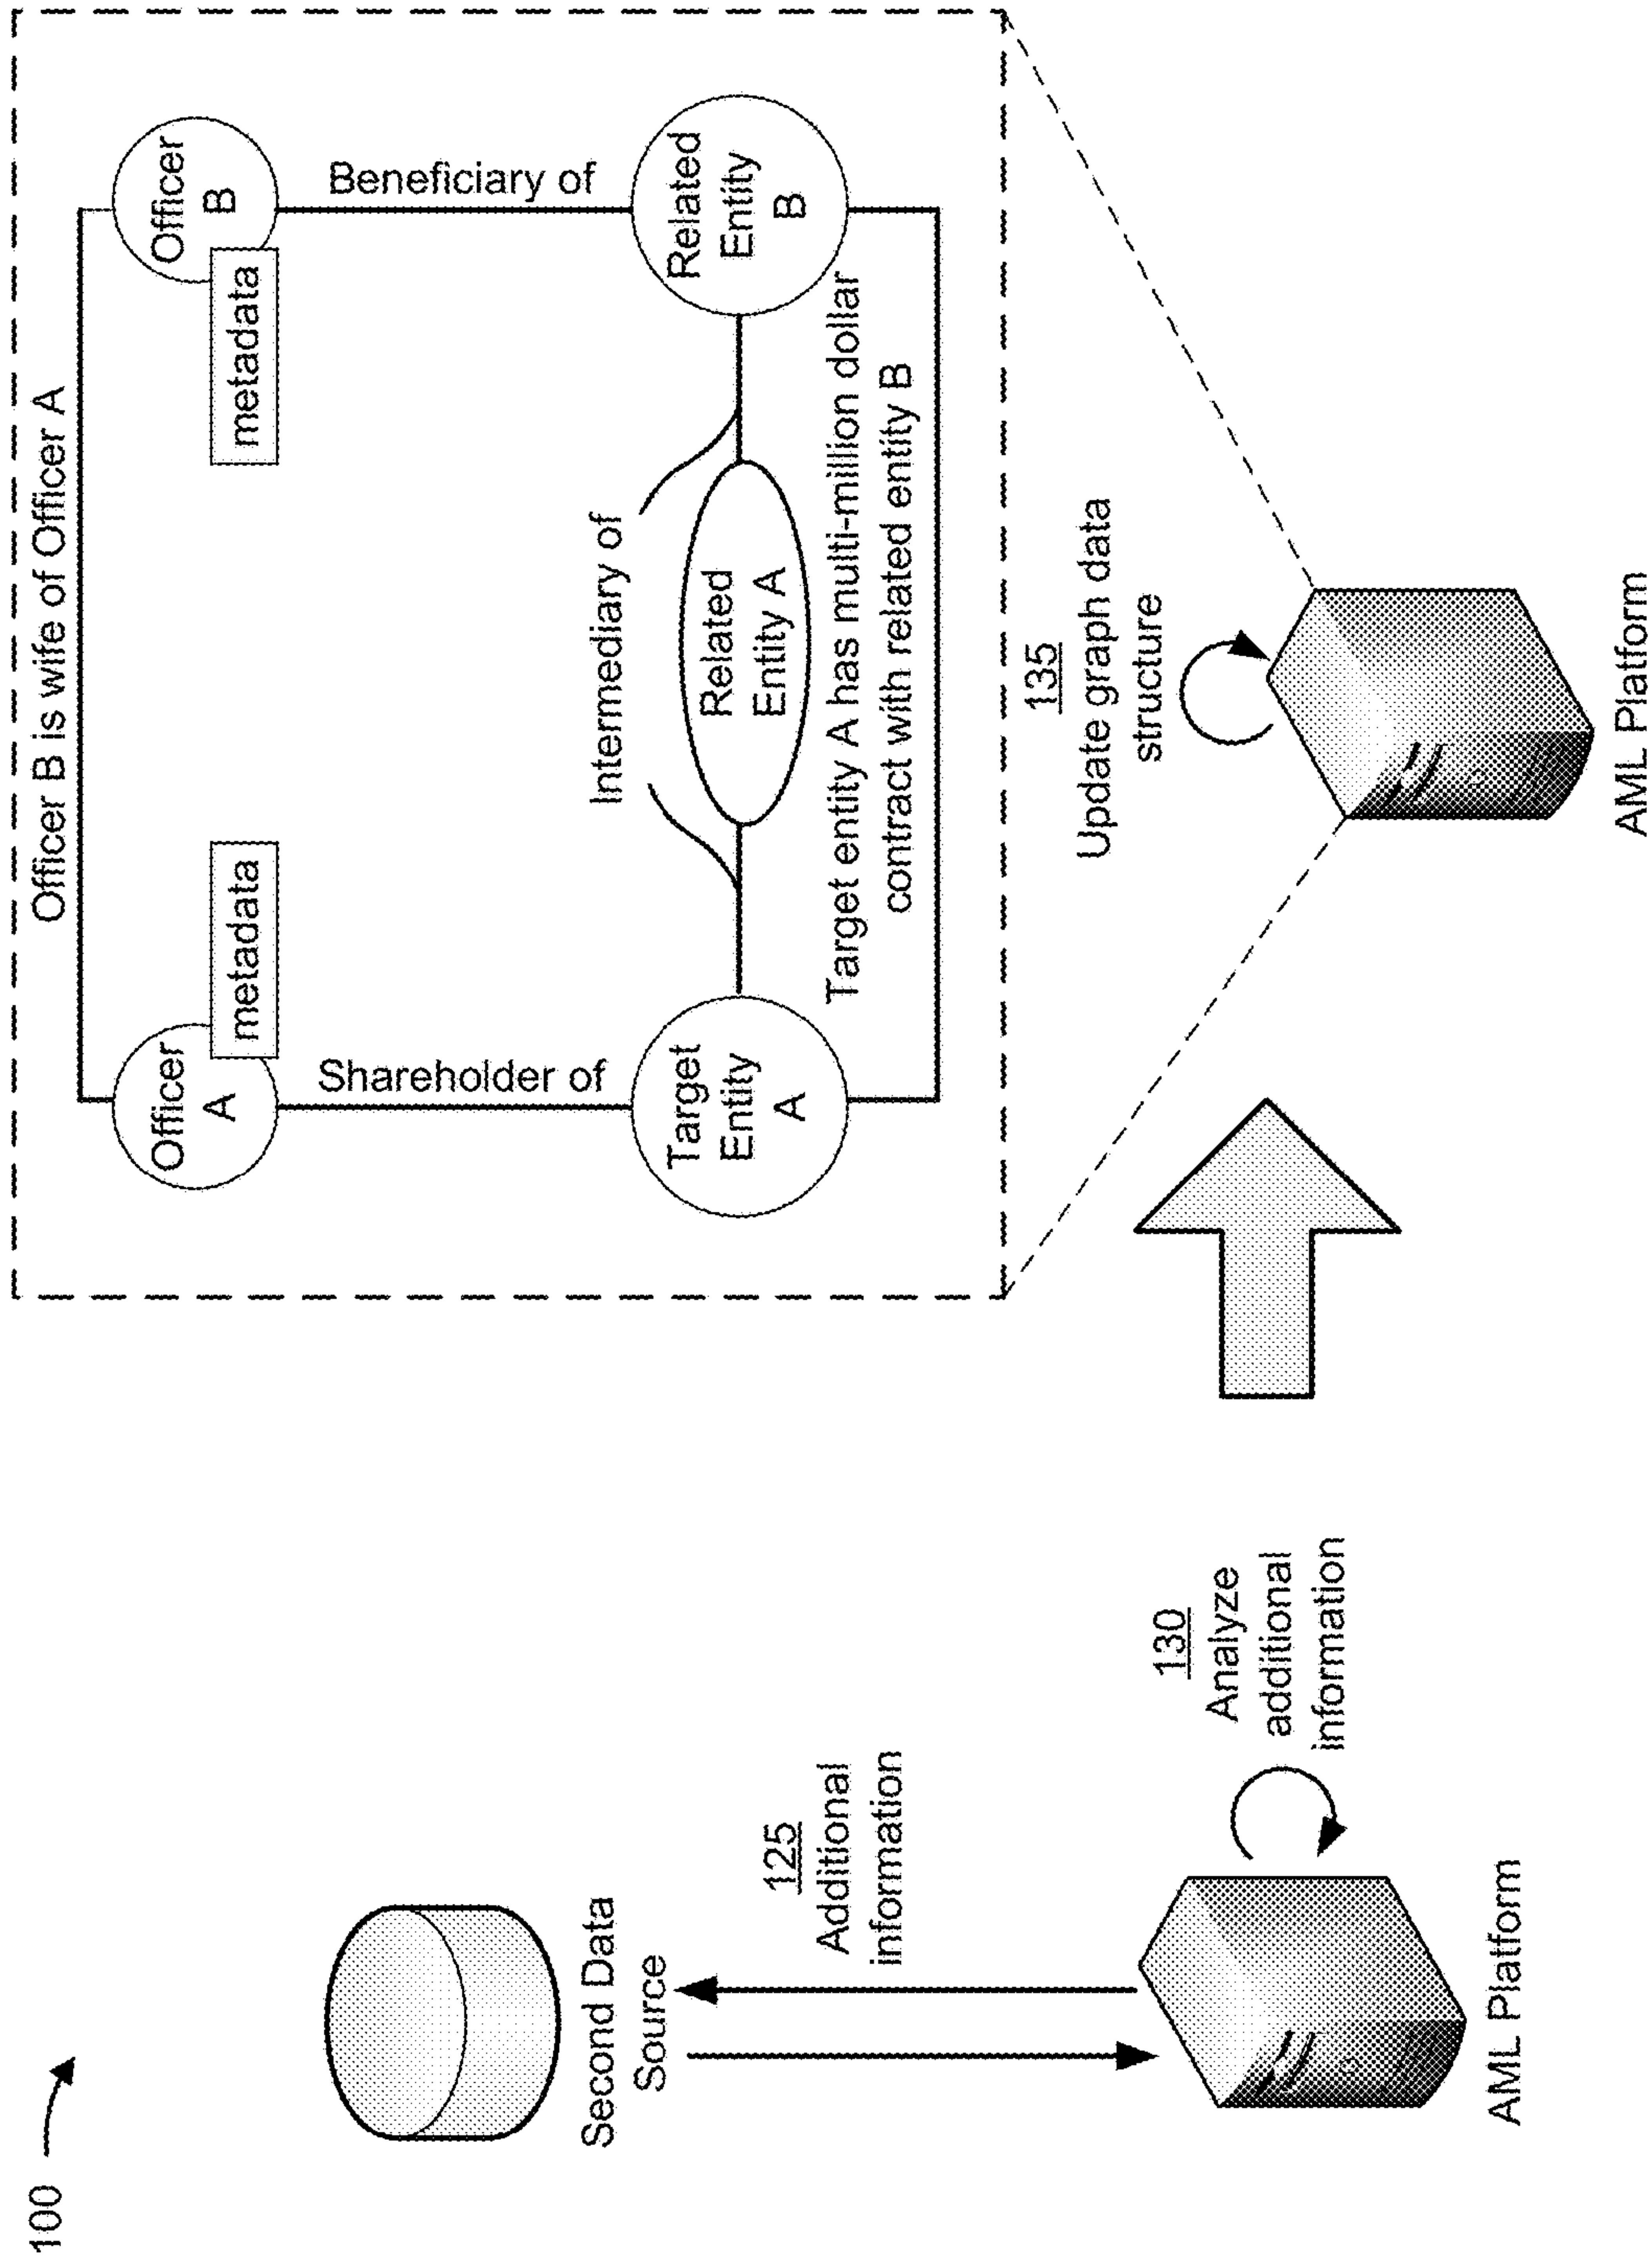 100
Second Data
Source
125
Additional
information
130
Analyze
additional
information
AML Platform
Officer B is wife of Officer A
Officer
A
metadata
Officer
B
metadata
Shareholder of
Beneficiary of
Intermediary of
Target
Entity
A
Related
Entity A
Related
Entity
B
Target entity A has multi-million dollar
contract with related entity B
135
Update graph data
structure
AML Platform